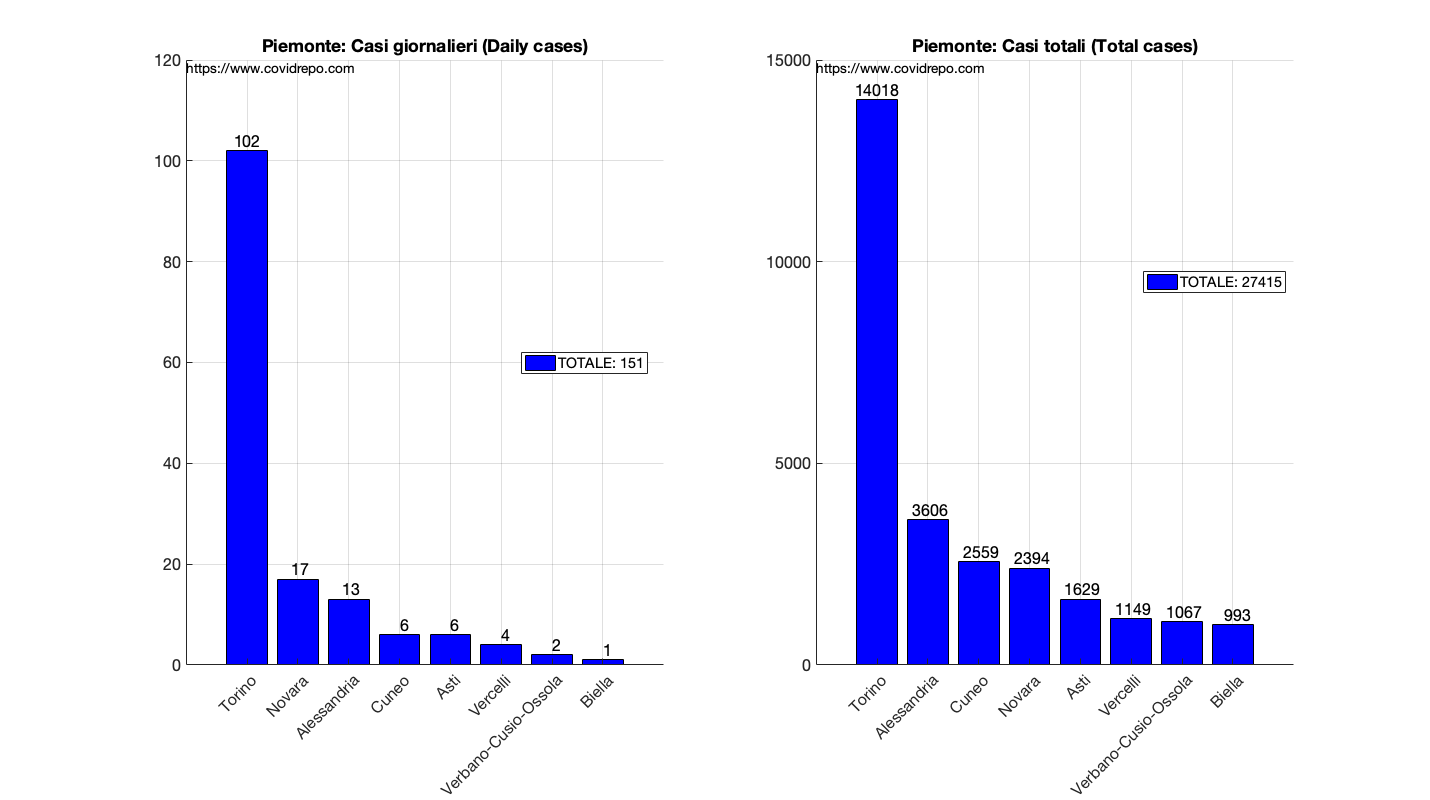 Piemonte: Casi giornalieri (Daily cases)
https://www.covidrepo.com
120
100
80
60
40
20
0
102
17
13
6
6
4
2
1
TOTALE: 151
Torino
Novara
Alessandria
Cuneo
Asti
Vercelli
Verbano-Cusio-Ossola
Biella
Piemonte: Casi totali (Total cases)
https://www.covidrepo.com
15000
10000
5000
0
14018
3606
2559
2394
1629
1149
1067
993
TOTALE: 27415
Torino
Alessandria
Cuneo
Novara
Asti
Vercelli
Verbano-Cusio-Ossola
Biella